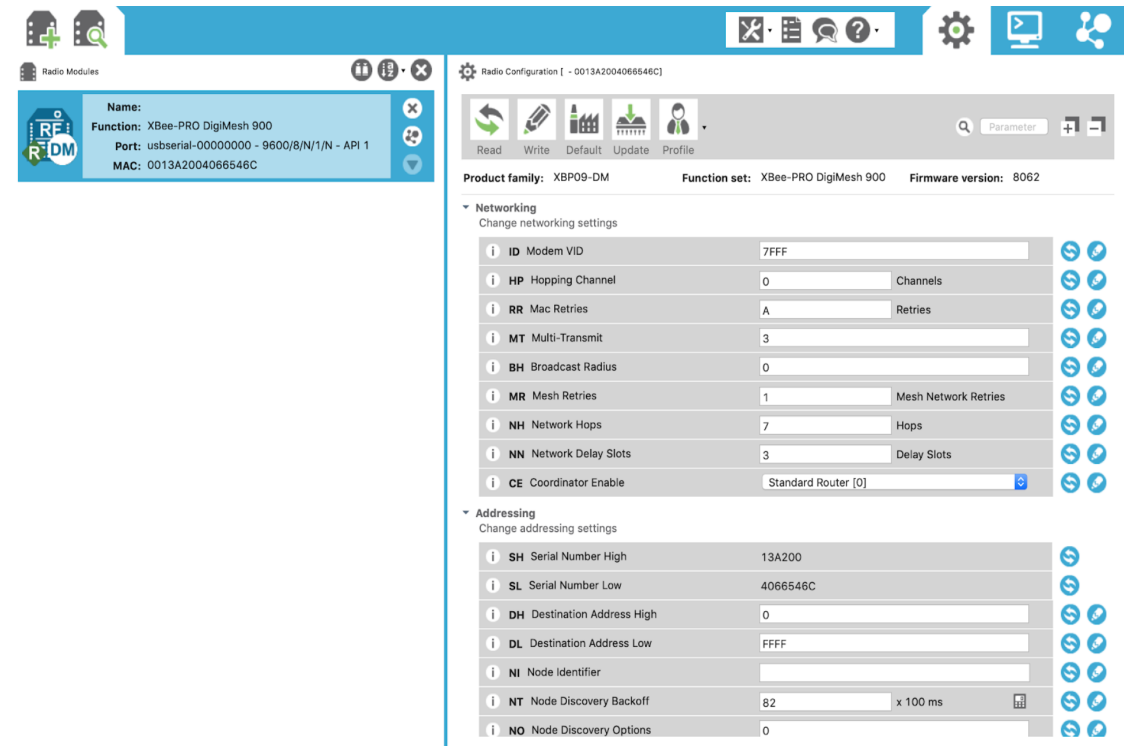 Radio Modules
Name:
Function: XBee-PRO DigiMesh 900
Port: usbserial-00000000 - 9600/8/N/1/N - API 1
MAC: 0013A2004066546C
RF
R DM
Radio Configuration [ - 0013A2004066546C]
Read Write Default Update Profile
Parameter
Product family: XBP09-DM Function set: XBee-PRO DigiMesh 900 Firmware version: 8062
Networking
Change networking settings
i ID Modem VID 7FFF
i HP Hopping Channel 0 Channels
i RR Mac Retries A Retries
i MT Multi-Transmit 3
i BH Broadcast Radius 0
i MR Mesh Retries 1 Mesh Network Retries
i NH Network Hops 7 Hops
i NN Network Delay Slots 3 Delay Slots
i CE Coordinator Enable Standard Router [0]
Addressing
Change addressing settings
i SH Serial Number High 13A200
i SL Serial Number Low 4066546C
i DH Destination Address High 0
i DL Destination Address Low FFFF
i NI Node Identifier
i NT Node Discovery Backoff 82 x 100 ms
i NO Node Discovery Options 0